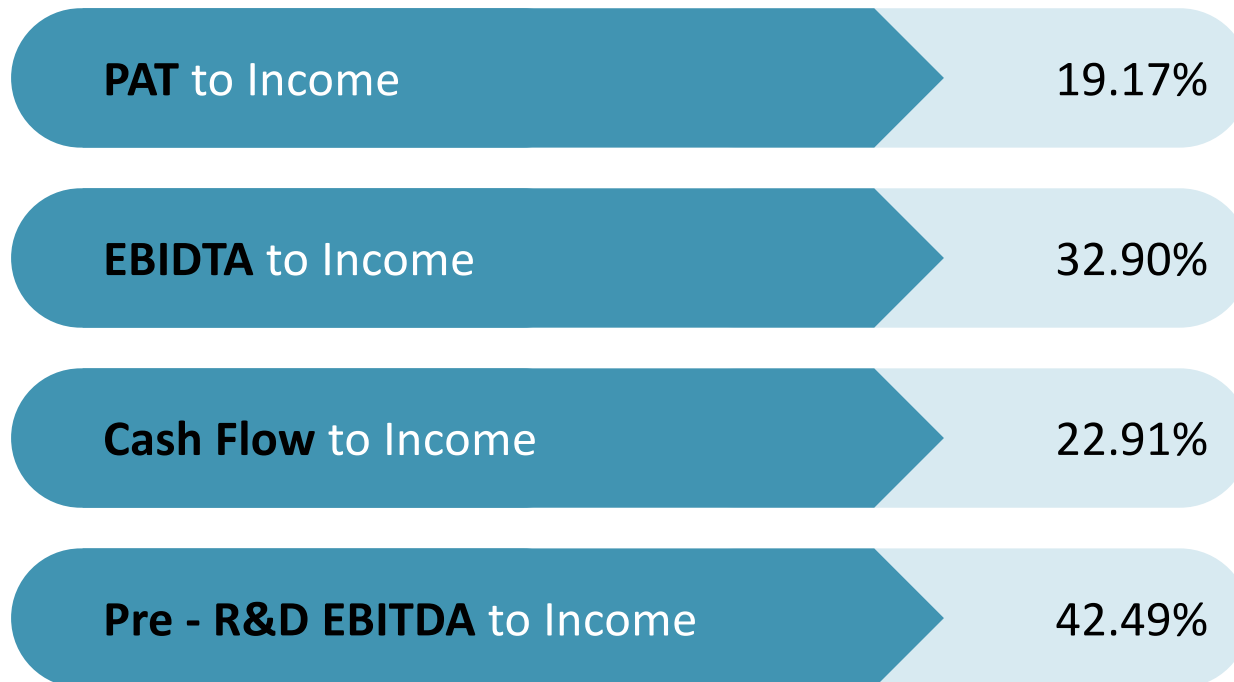 PAT to Income 19.17%
EBIDTA to Income 32.90%
Cash Flow to Income 22.91%
Pre - R&D EBITDA to Income 42.49%